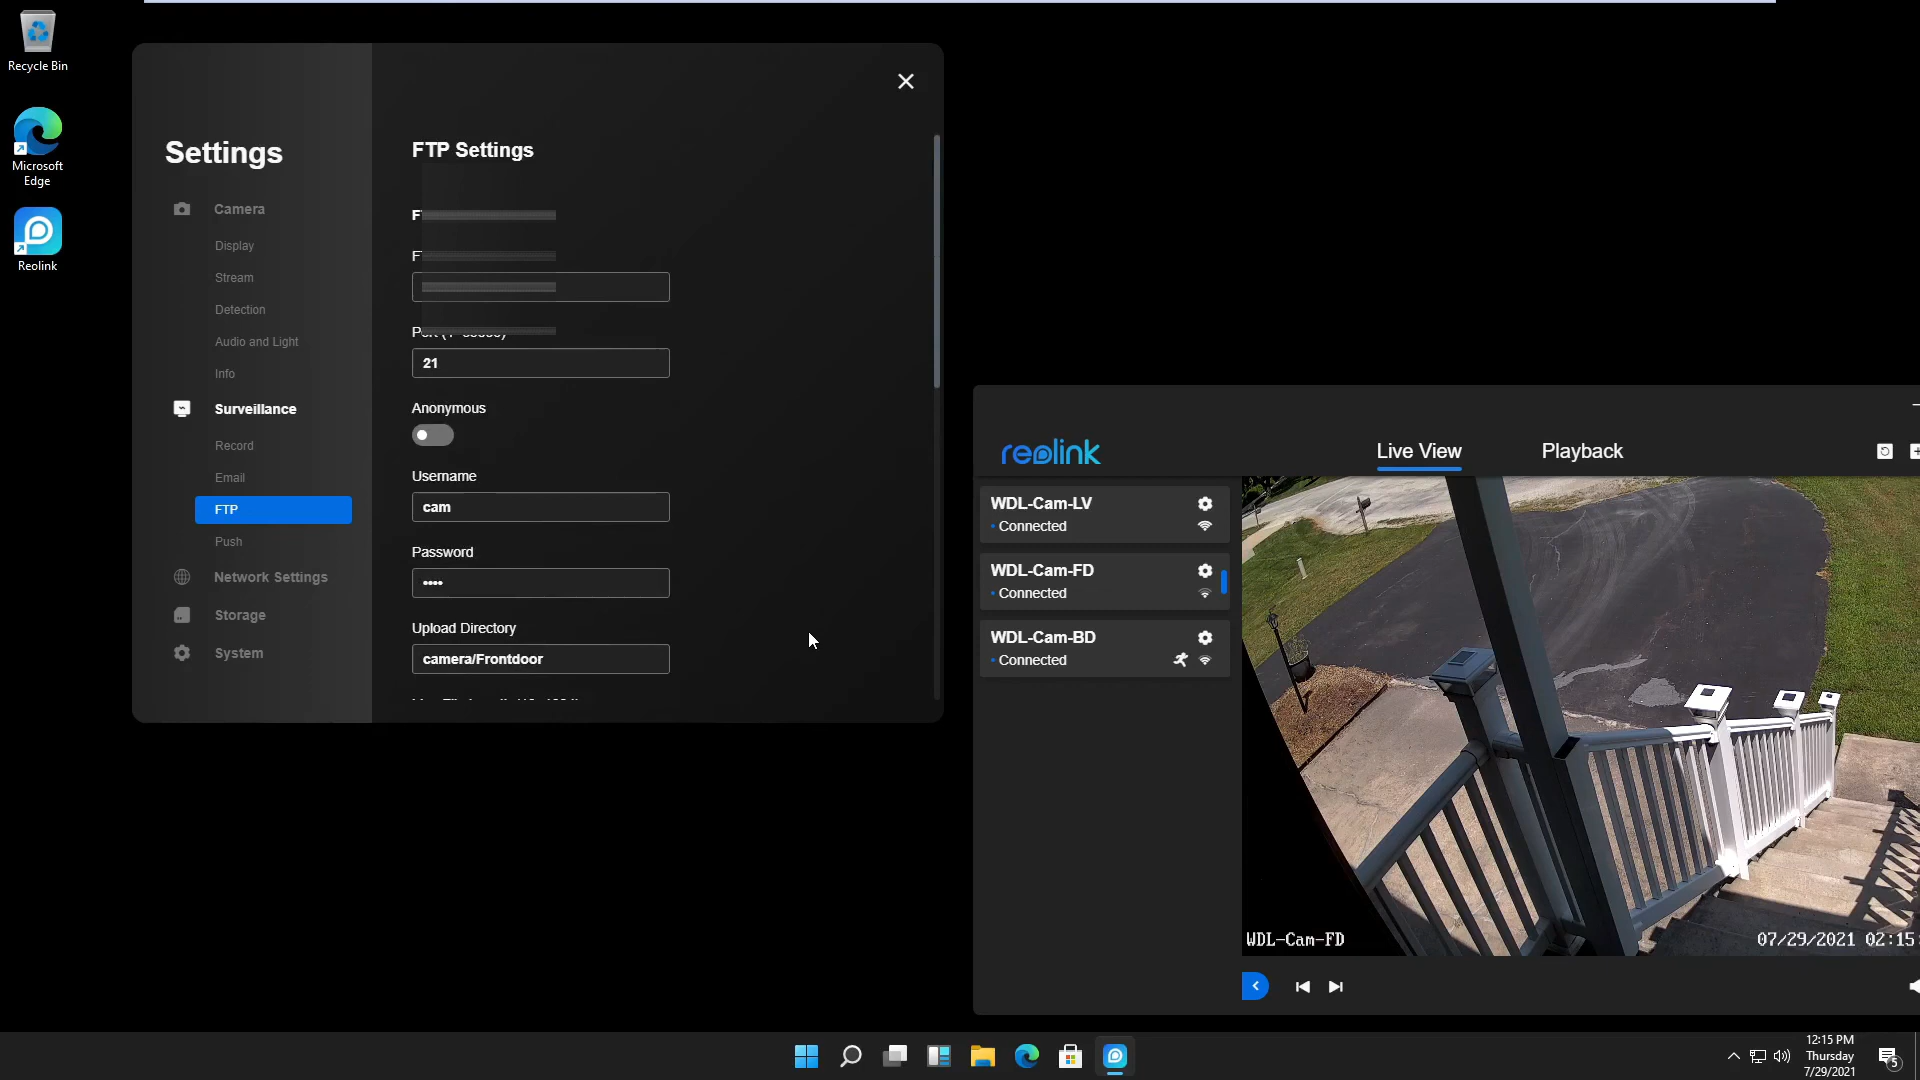 Recycle Bin
Microsoft
Edge
Reolink
Settings
Camera
Display
Stream
Detection
Audio and Light
Info
Surveillance
Record
Email
FTP
Push
Network Settings
Storage
System
FTP Settings
21
Anonymous
Username
cam
Password
••••
Upload Directory
camera/Frontdoor
reolink
Live View
Playback
WDL-Cam-LV
Connected
WDL-Cam-FD
Connected
WDL-Cam-BD
Connected
WDL-Cam-FD
07/29/2021 02:15
12:15 PM
Thursday
7/29/2021
5